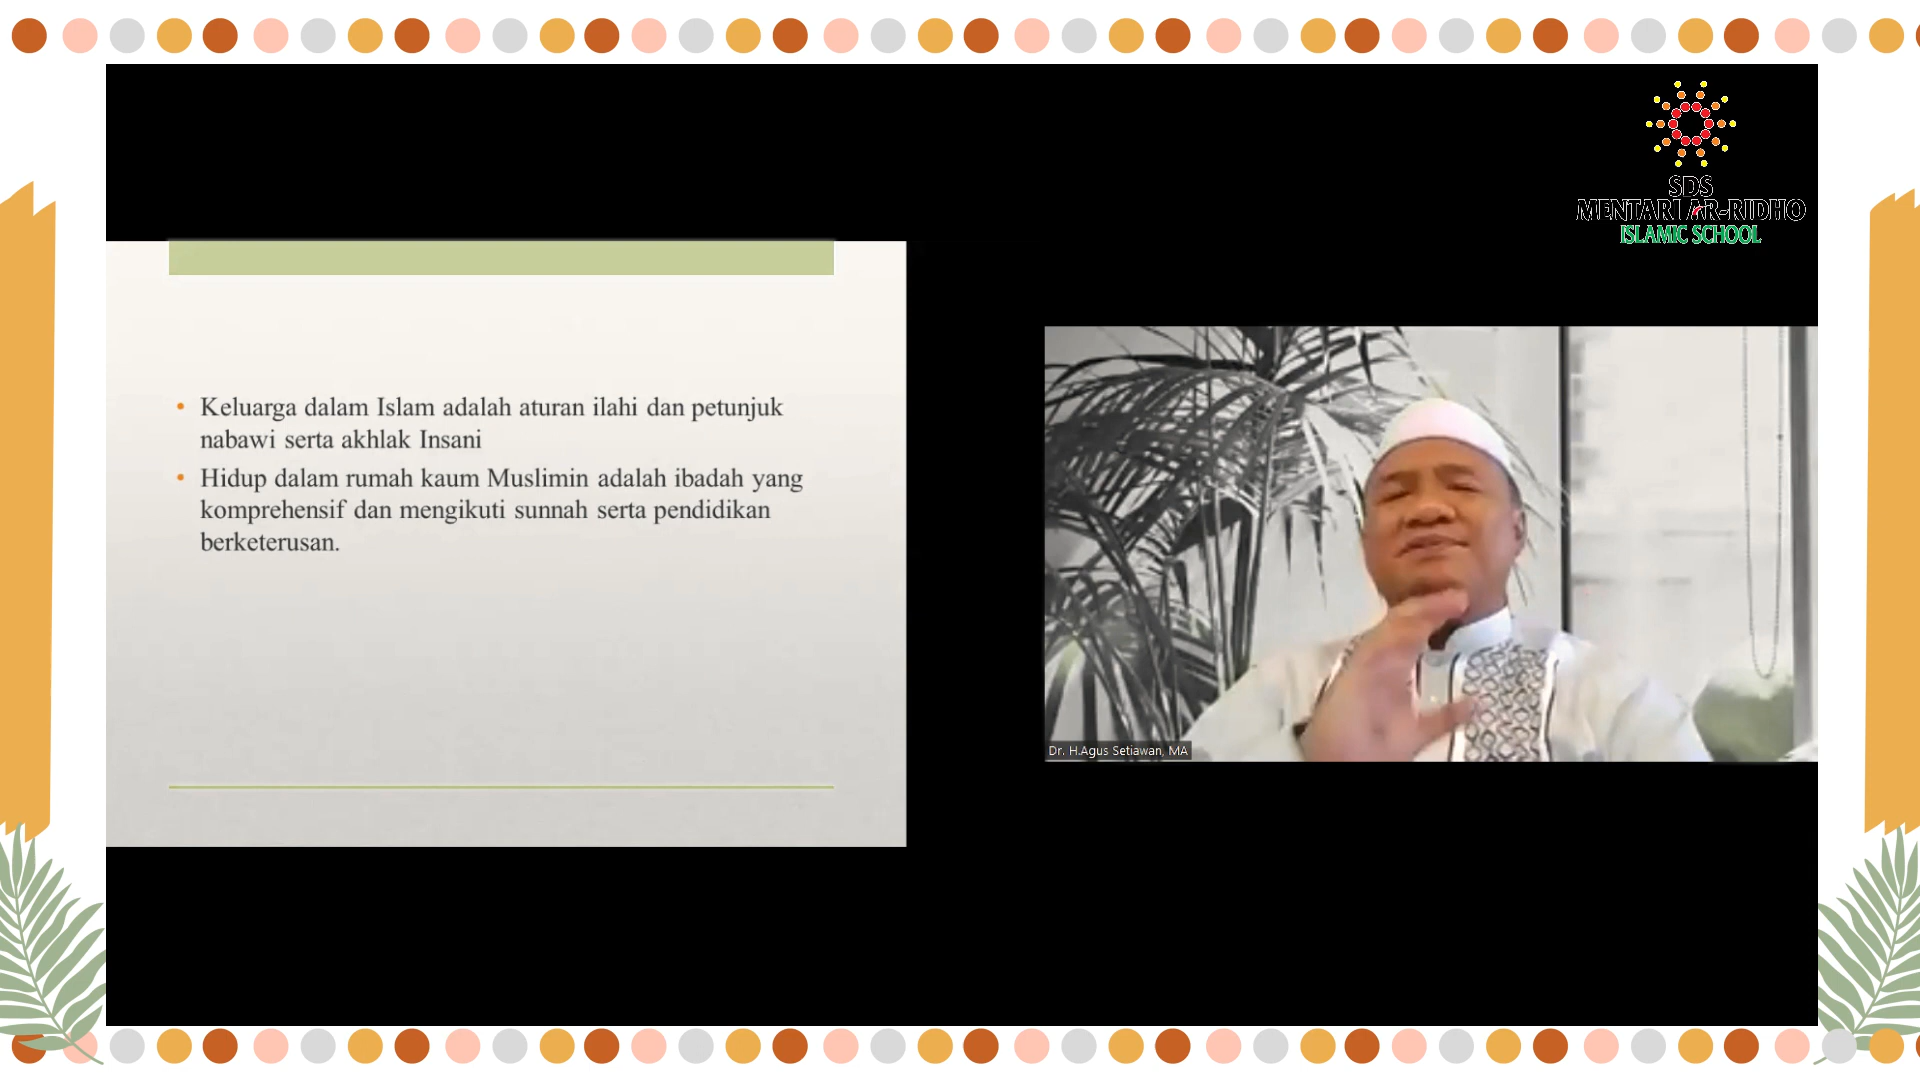 SDS
MENTARI AR-RIDHO
ISLAMIC SCHOOL
• Keluarga dalam Islam adalah aturan ilahi dan petunjuk
nabawi serta akhlak Insani
• Hidup dalam rumah kaum Muslimin adalah ibadah yang
komprehensif dan mengikuti sunnah serta pendidikan
berketerusan.
Dr. H.Agus Setiawan, MA